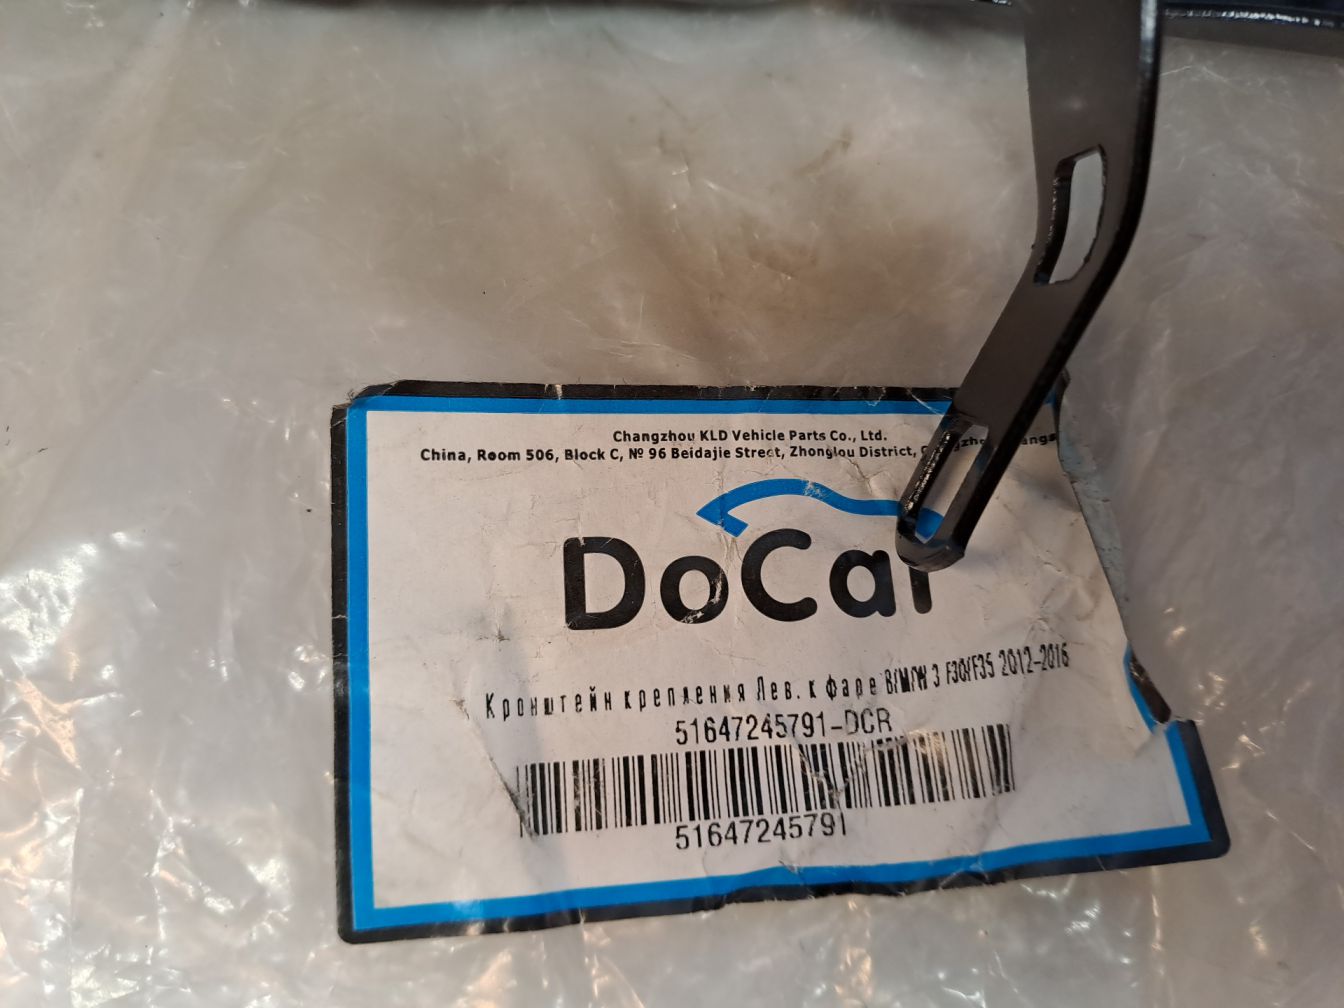 Changzhou KLD Vehicle Parts Co., Ltd.
China, Room 506, Block C, № 96 Beidajie Street, Zhonglou District,
DoCar
Кронштейн крепления Лев. к фаре B/M/W 3 F30/F35 2012-2016
51647245791-DCR
51647245791